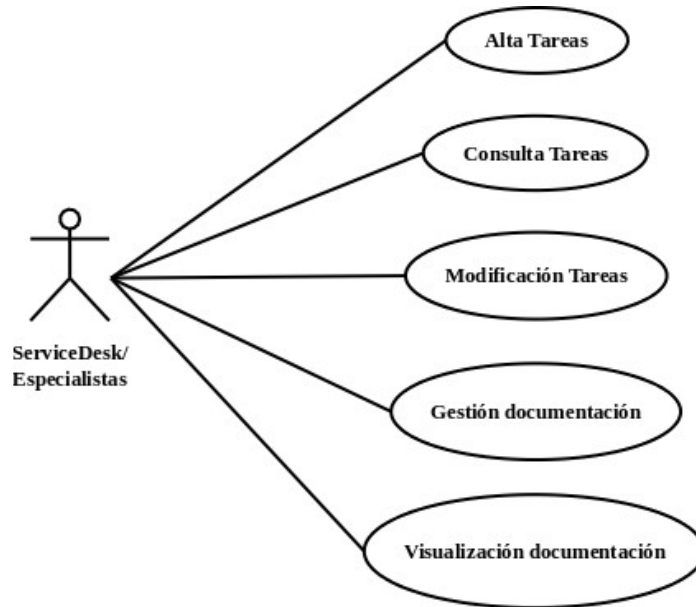 Alta Tareas
Consulta Tareas
Modificación Tareas
ServiceDesk/
Especialistas
Gestión documentación
Visualización documentación